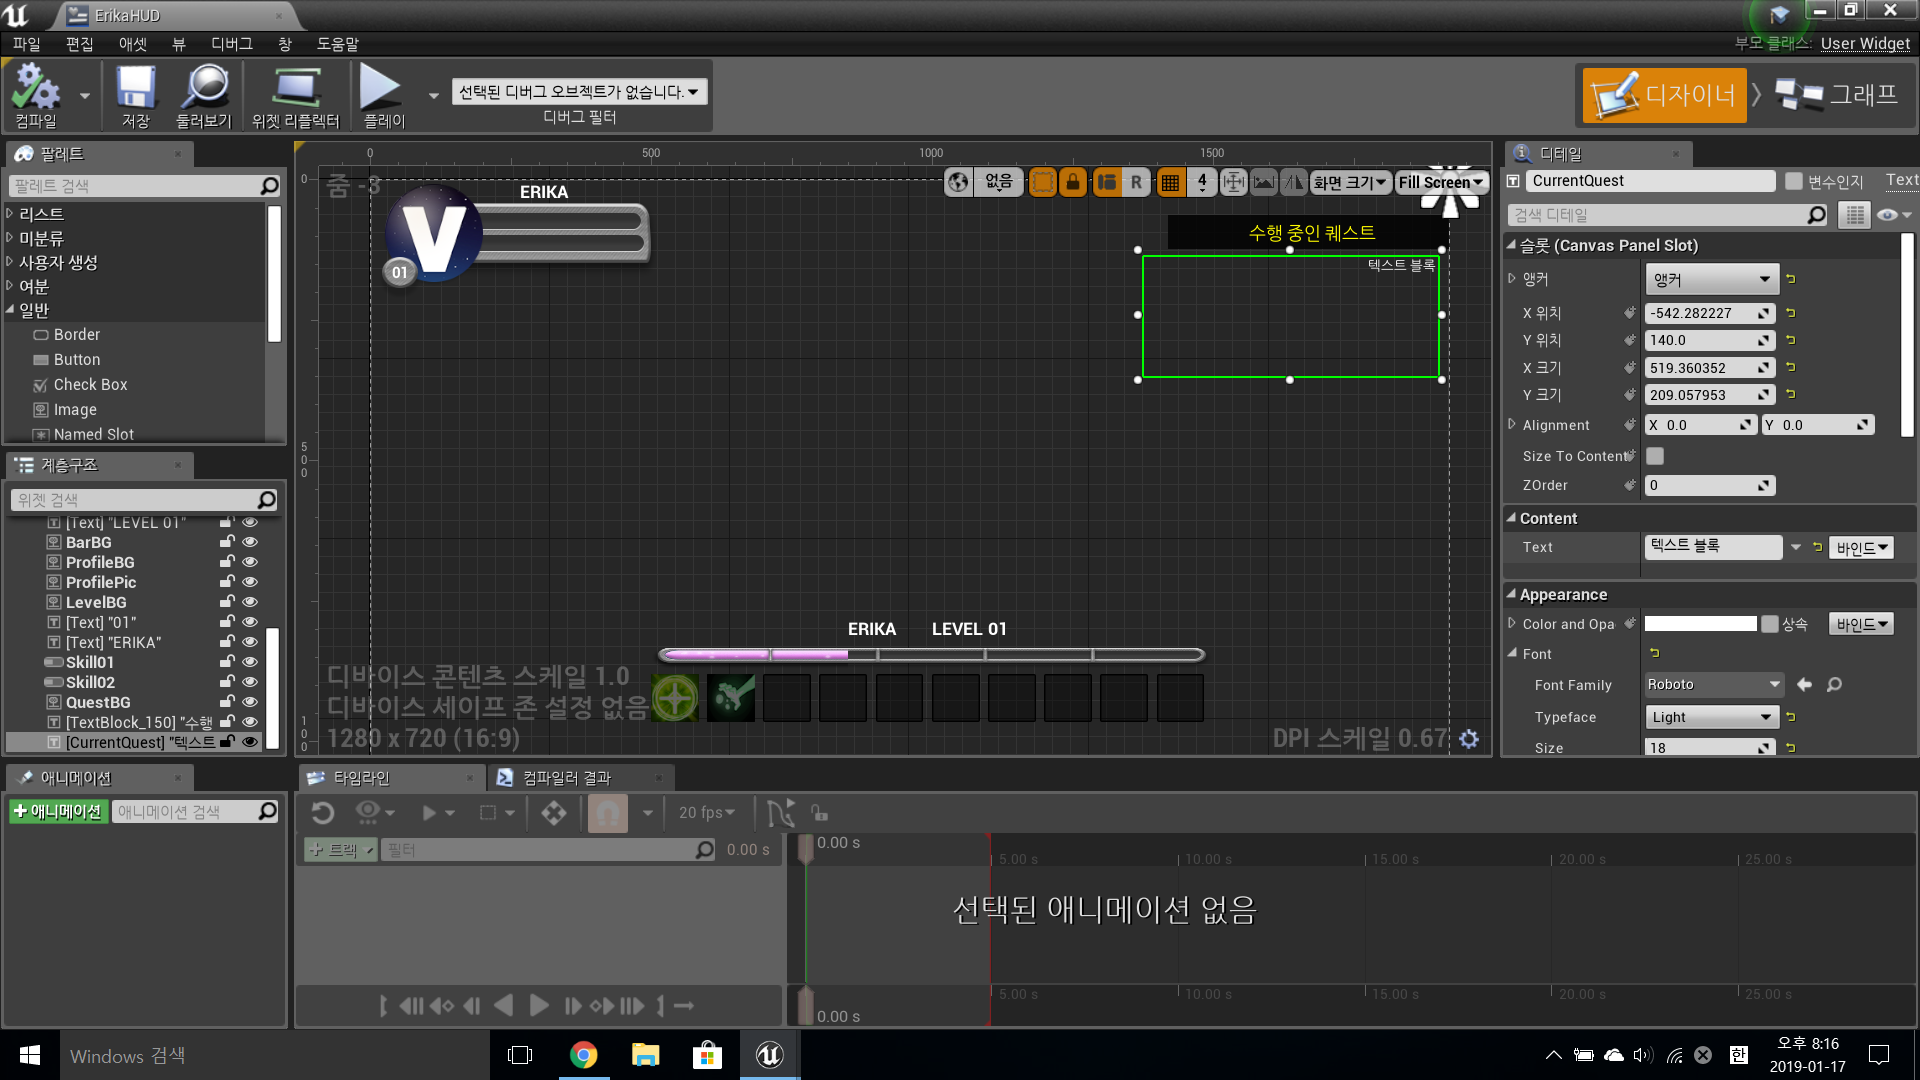 ErikaHUD
파일 편집 애셋 뷰 디버그 창 도움말
부모 클래스: User Widget
컴파일 저장 둘러보기 위젯 리플렉터 플레이
선택된 디버그 오브젝트가 없습니다.
디버그 필터
디자이너 그래프
팔레트
팔레트 검색
리스트
미분류
사용자 생성
여분
일반
Border
Button
Check Box
Image
Named Slot
계층구조
위젯 검색
[Text] "LEVEL 01"
BarBG
ProfileBG
ProfilePic
LevelBG
[Text] "01"
[Text] "ERIKA"
Skill01
Skill02
QuestBG
[TextBlock_150] "수행
[CurrentQuest] "텍스트
애니메이션
+ 애니메이션
애니메이션 검색
0 500 1000 1500
0
500
10
줌 -3
없음 R 4 화면 크기 Fill Screen
ERIKA
V
01
수행 중인 퀘스트
텍스트 블록
ERIKA LEVEL 01
디바이스 콘텐츠 스케일 1.0
디바이스 세이프 존 설정 없음
1280 x 720 (16:9)
DPI 스케일 0.67
타임라인
컴파일러 결과
20 fps
+ 트랙
필터
0.00 s
0.00 s
5.00 s 10.00 s 15.00 s 20.00 s 25.00 s
선택된 애니메이션 없음
5.00 s 10.00 s 15.00 s 20.00 s 25.00 s
0.00 s
디테일
CurrentQuest
변수인지
Text
검색 디테일
슬롯 (Canvas Panel Slot)
앵커 앵커
X 위치 -542.282227
Y 위치 140.0
X 크기 519.360352
Y 크기 209.057953
Alignment X 0.0 Y 0.0
Size To Content
ZOrder 0
Content
Text 텍스트 블록 바인드
Appearance
Color and Opa 상속 바인드
Font
Font Family Roboto
Typeface Light
Size 18
Windows 검색
한
오후 8:16
2019-01-17